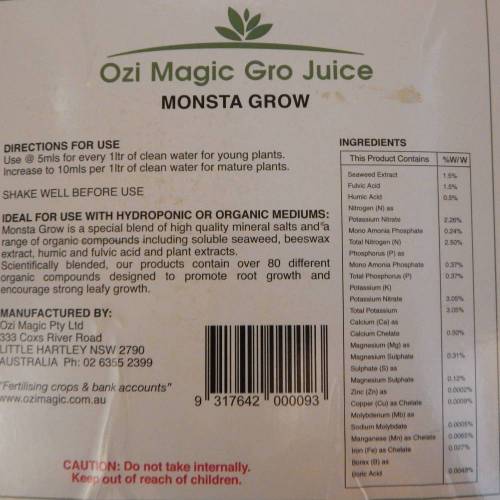 Ozi Magic Gro Juice
MONSTA GROW
DIRECTIONS FOR USE
Use @ 5mls for every 1ltr of clean water for young plants.
Increase to 10mls per 1ltr of clean water for mature plants.
SHAKE WELL BEFORE USE
IDEAL FOR USE WITH HYDROPONIC OR ORGANIC MEDIUMS:
Monsta Grow is a special blend of high quality mineral salts and a
range of organic compounds including soluble seaweed, beeswax
extract, humic and fulvic acid and plant extracts.
Scientifically blended, our products contain over 80 different
organic compounds designed to promote root growth and
encourage strong leafy growth.
MANUFACTURED BY:
Ozi Magic Pty Ltd
333 Coxs River Road
LITTLE HARTLEY NSW 2790
AUSTRALIA Ph: 02 6355 2399
"Fertilising crops & bank accounts"
www.ozimagic.com.au
9 317642 000093
CAUTION: Do not take internally.
Keep out of reach of children.
INGREDIENTS
This Product Contains %W/W
Seaweed Extract 1.5%
Fulvic Acid 1.5%
Humic Acid 0.5%
Nitrogen (N) as
Potassium Nitrate 2.26%
Mono Amonia Phosphate 0.24%
Total Nitrogen (N) 2.50%
Phosphorus (P) as
Mono Amonia Phosphate 0.37%
Total Phosphorus (P) 0.37%
Potassium (K)
Potassium Nitrate 3.05%
Total Potassium 3.05%
Calcium (Ca) as
Calcium Chelate 0.50%
Magnesium (Mg) as
Magnesium Sulphate 0.31%
Sulphate (S) as
Magnesium Sulphate 0.12%
Zinc (Zn) as 0.0002%
Copper (Cu) as Chelate 0.0009%
Molybdenum (Mb) as
Sodium Molybdate 0.0005%
Manganese (Mn) as Chelate 0.0065%
Iron (Fe) as Chelate 0.027%
Borax (B) as
Boric Acid 0.0048%